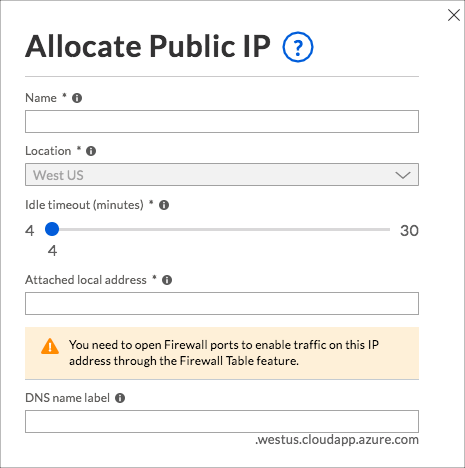 Allocate Public IP ?
Name *
Location *
West US
Idle timeout (minutes) *
4 30
4
Attached local address *
You need to open Firewall ports to enable traffic on this IP
address through the Firewall Table feature.
DNS name label
.westus.cloudapp.azure.com